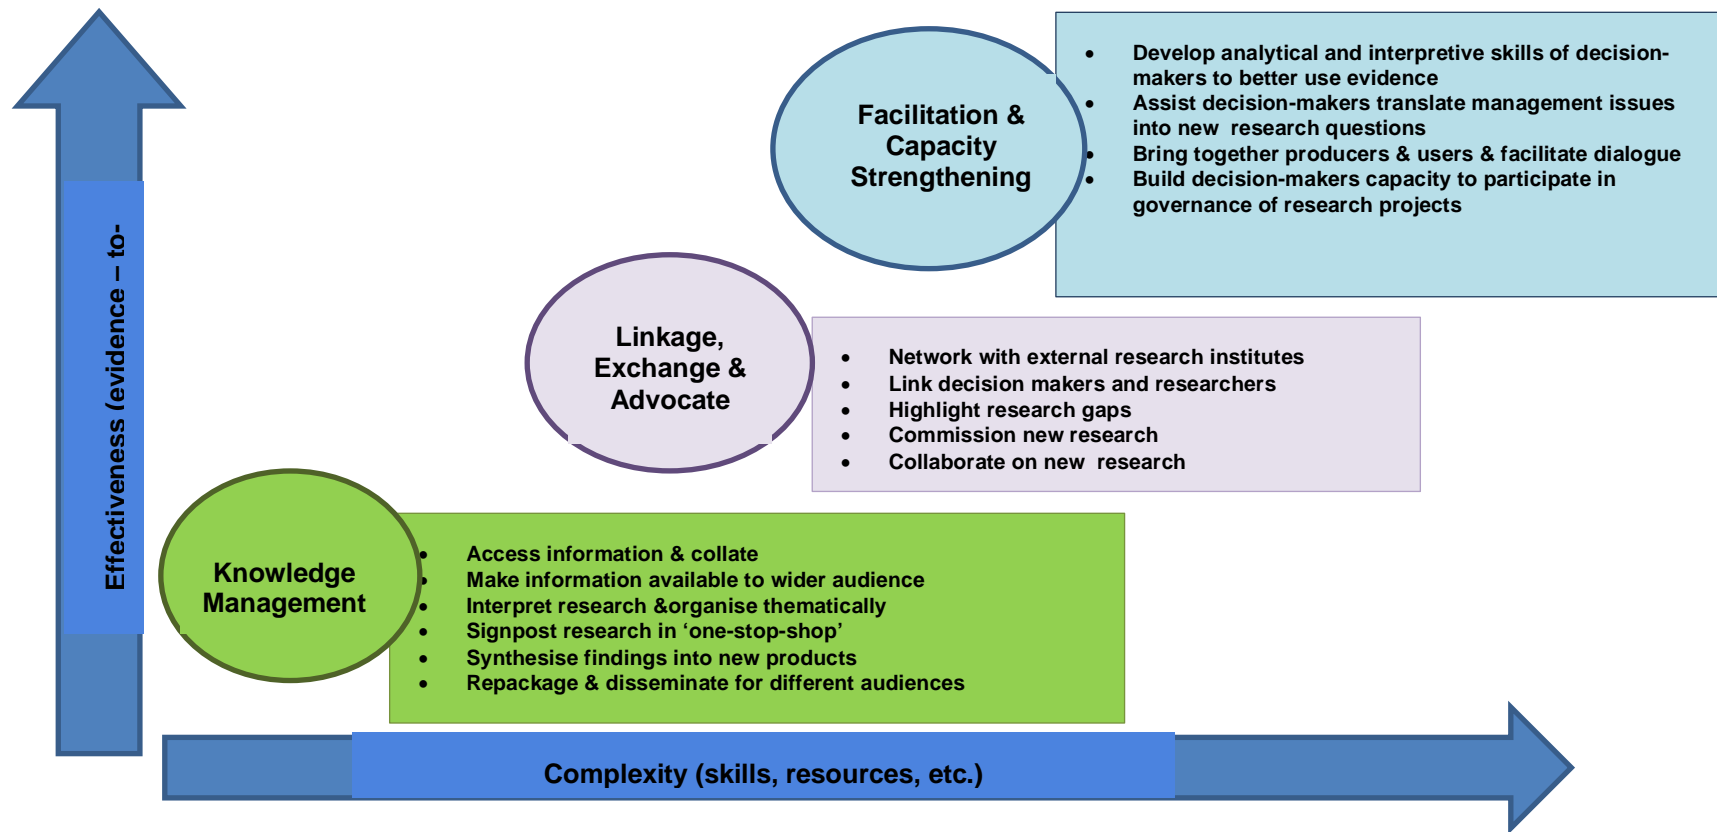 Facilitation &
Capacity
Strengthening
• Develop analytical and interpretive skills of decision-
makers to better use evidence
• Assist decision-makers translate management issues
into new  research questions
• Bring together producers & users & facilitate dialogue
• Build decision-makers capacity to participate in
governance of research projects
Linkage,
Exchange &
Advocate
• Network with external research institutes
• Link decision makers and researchers
• Highlight research gaps
• Commission new research
• Collaborate on new  research
Knowledge
Management
• Access information & collate
• Make information available to wider audience
• Interpret research &organise thematically
• Signpost research in ‘one-stop-shop’
• Synthesise findings into new products
• Repackage & disseminate for different audiences
Effectiveness (evidence – to-
Complexity (skills, resources, etc.)